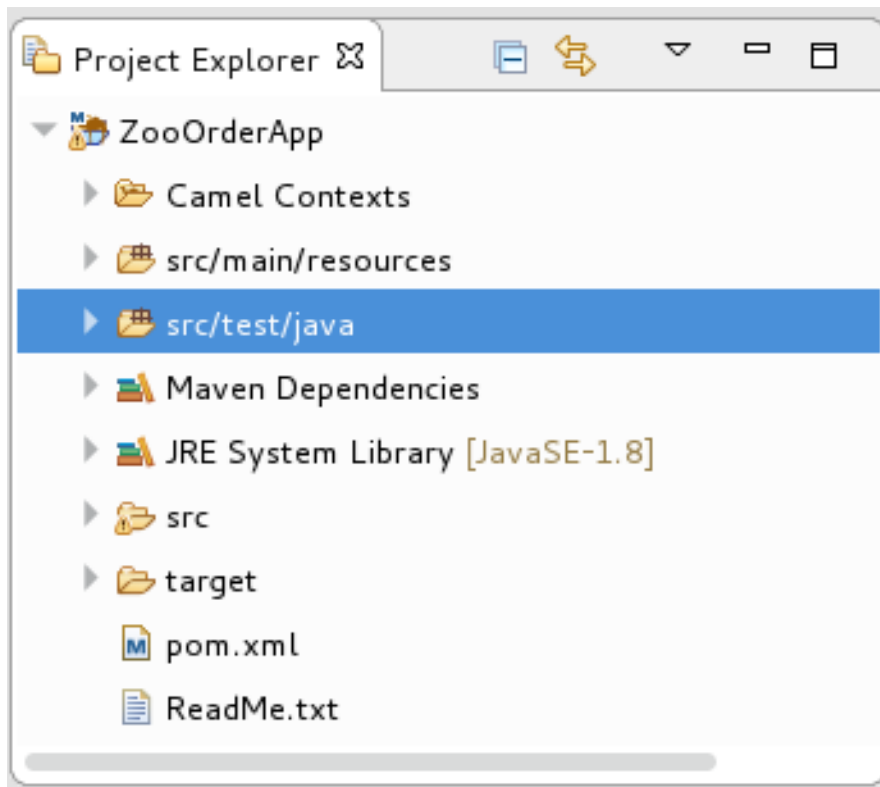 Project Explorer
ZooOrderApp
Camel Contexts
src/main/resources
src/test/java
Maven Dependencies
JRE System Library [JavaSE-1.8]
src
target
pom.xml
ReadMe.txt